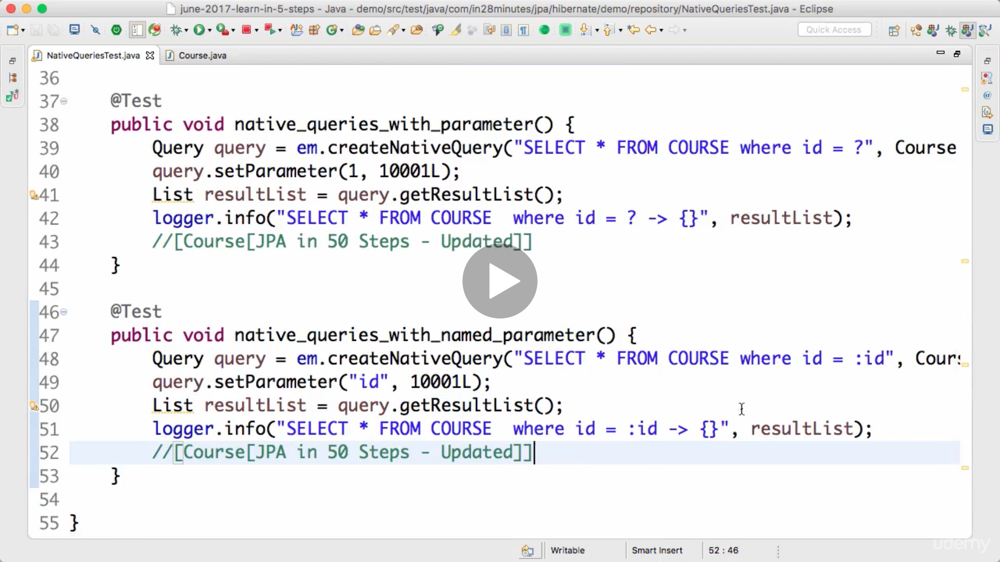 june-2017-learn-in-5-steps - Java - demo/src/test/java/com/in28minutes/jpa/hibernate/demo/repository/NativeQueriesTest.java - Eclipse
Quick Access
NativeQueriesTest.java
Course.java
36
37 @Test
38 public void native_queries_with_parameter() {
39 Query query = em.createNativeQuery("SELECT * FROM COURSE where id = ?", Course
40 query.setParameter(1, 10001L);
41 List resultList = query.getResultList();
42 logger.info("SELECT * FROM COURSE  where id = ? -> {}", resultList);
43 //[Course[JPA in 50 Steps - Updated]]
44 }
45
46 @Test
47 public void native_queries_with_named_parameter() {
48 Query query = em.createNativeQuery("SELECT * FROM COURSE where id = :id", Cours
49 query.setParameter("id", 10001L);
50 List resultList = query.getResultList();
51 logger.info("SELECT * FROM COURSE  where id = :id -> {}", resultList);
52 //[Course[JPA in 50 Steps - Updated]]
53 }
54
55 }
Writable
Smart Insert
52 : 46
udemy